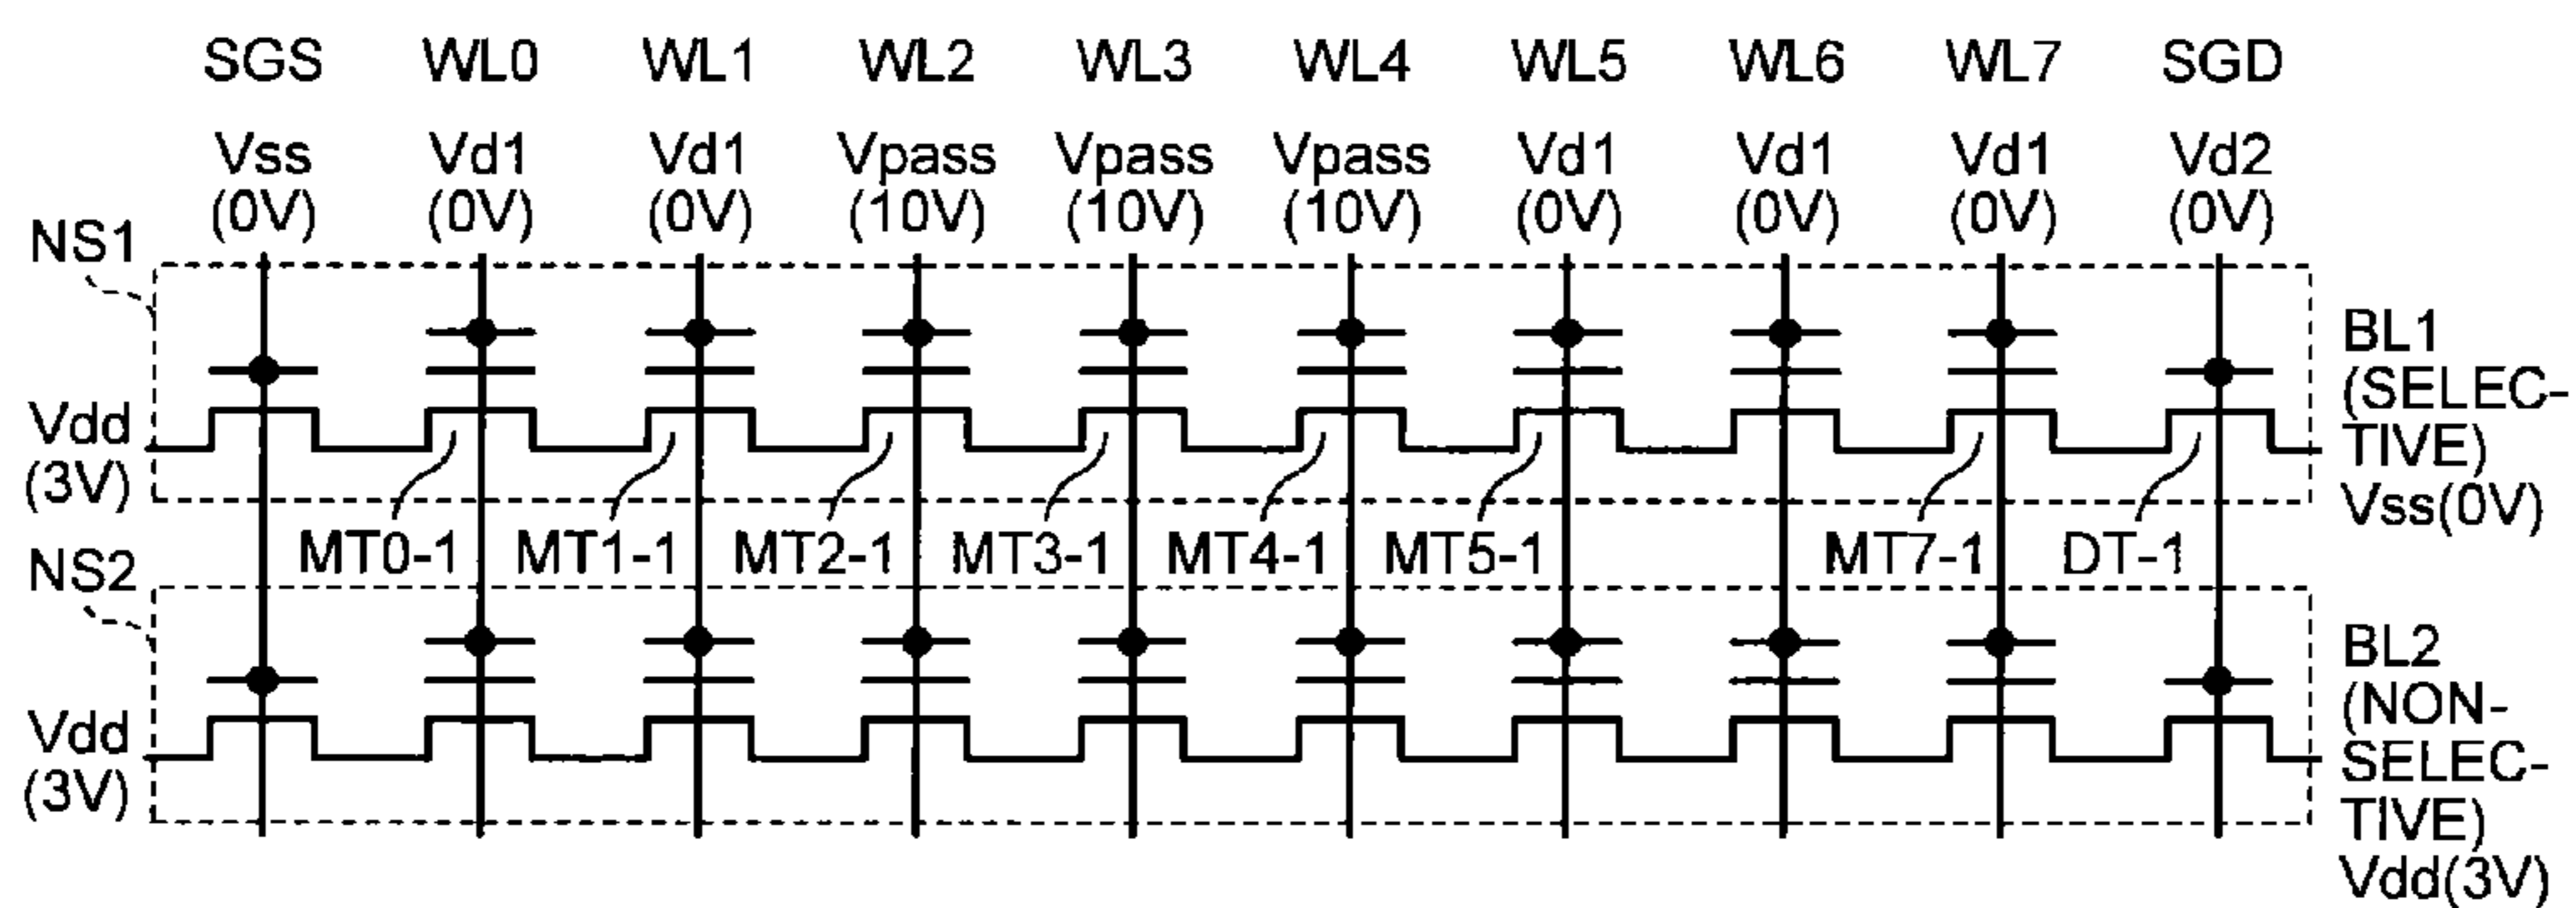 SGS WL0 WL1 WL2 WL3 WL4 WL5 WL6 WL7 SGD
Vss Vd1 Vd1 Vpass Vpass Vpass Vd1 Vd1 Vd1 Vd2
(0V) (0V) (0V) (10V) (10V) (10V) (0V) (0V) (0V) (0V)
NS1
BL1
(SELEC-
TIVE)
Vss(0V)
Vdd
(3V)
MT0-1 MT1-1 MT2-1 MT3-1 MT4-1 MT5-1 MT7-1 DT-1
NS2
BL2
(NON-
SELEC-
TIVE)
Vdd(3V)
Vdd
(3V)